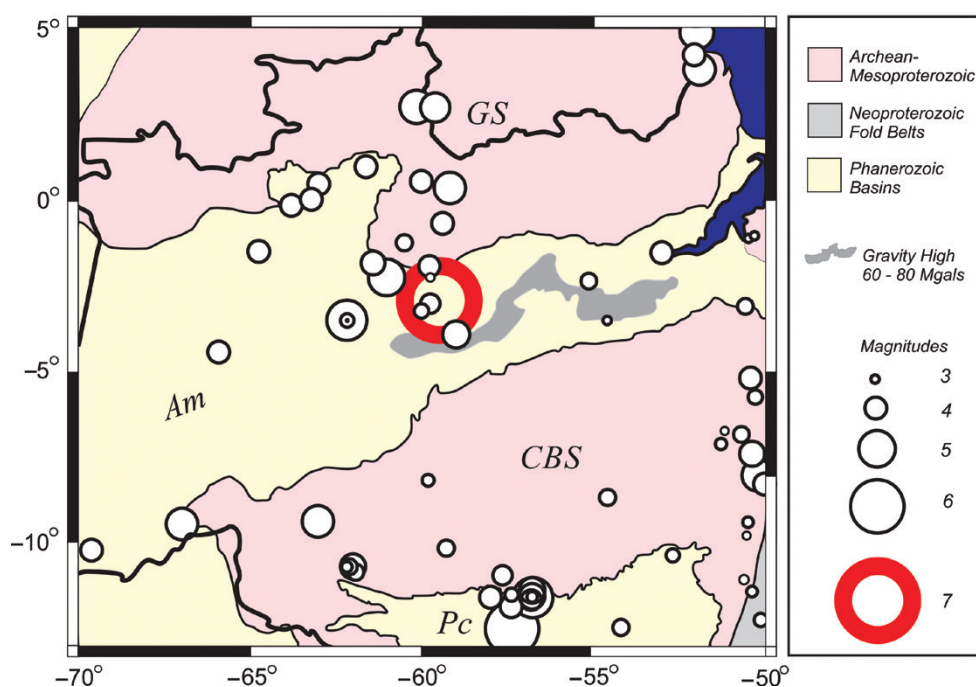 5°
0°
−5°
−10°
−70°
−65°
−60°
−55°
−50°
GS
Am
CBS
Pc
Archean-
Mesoproterozoic
Neoproterozoic
Fold Belts
Phanerozoic
Basins
Gravity High
60 - 80 Mgals
Magnitudes
3
4
5
6
7